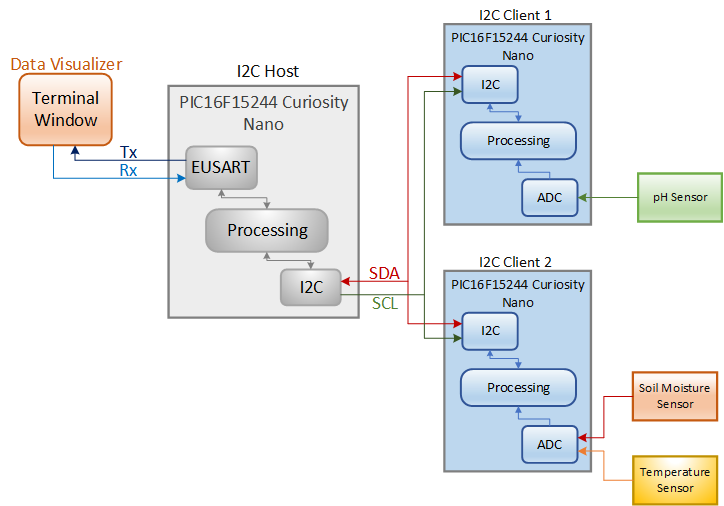 Data Visualizer
Terminal
Window
Tx
Rx
I2C Host
PIC16F15244 Curiosity
Nano
EUSART
Processing
I2C
SDA
SCL
I2C Client 1
PIC16F15244 Curiosity
Nano
I2C
Processing
ADC
pH Sensor
I2C Client 2
PIC16F15244 Curiosity
Nano
I2C
Processing
ADC
Soil Moisture
Sensor
Temperature
Sensor